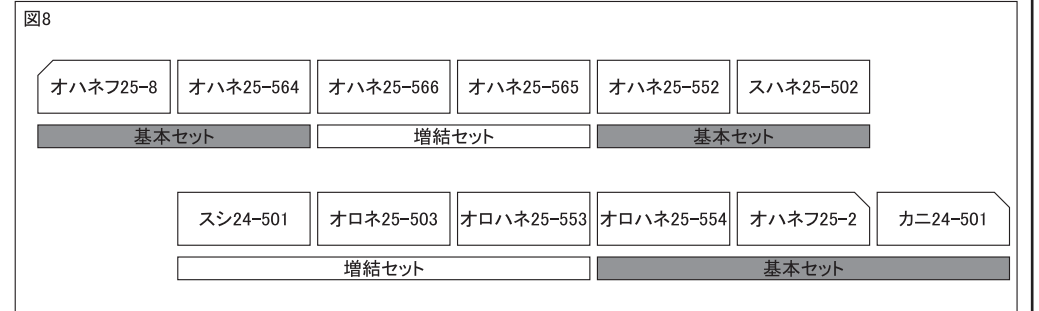 図8
オハネフ25-8 オハネ25-564 オハネ25-566 オハネ25-565 オハネ25-552 スハネ25-502
基本セット 増結セット 基本セット
スシ24-501 オロネ25-503 オロハネ25-553 オロハネ25-554 オハネフ25-2 カニ24-501
増結セット 基本セット